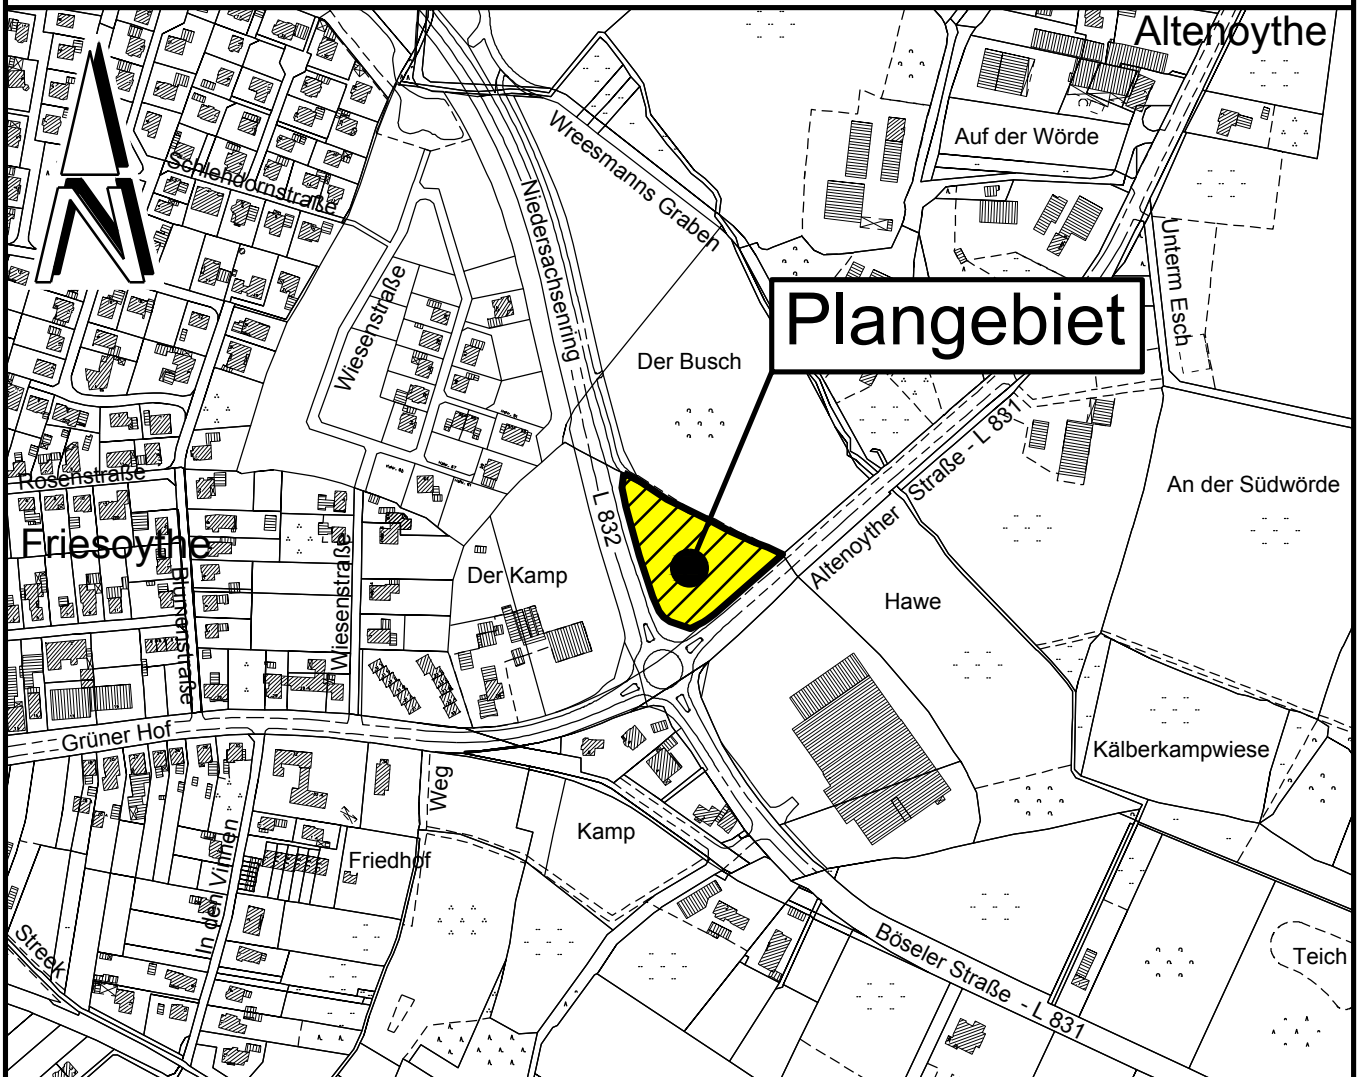 Altenoythe
Auf der Wörde
Wreesmanns Graben
Schlehdornstraße
Niedersachsenring
Unterm Esch
Wiesenstraße
Plangebiet
Der Busch
Straße - L 831
Rosenstraße
An der Südwörde
L 832
Friesoythe
Altenoyther
Der Kamp
Blumenstraße
Wiesenstraße
Hawe
Grüner Hof
Kälberkampwiese
Weg
Kamp
In den Vinnen
Friedhof
Streek
Böseler Straße - L 831
Teich
N